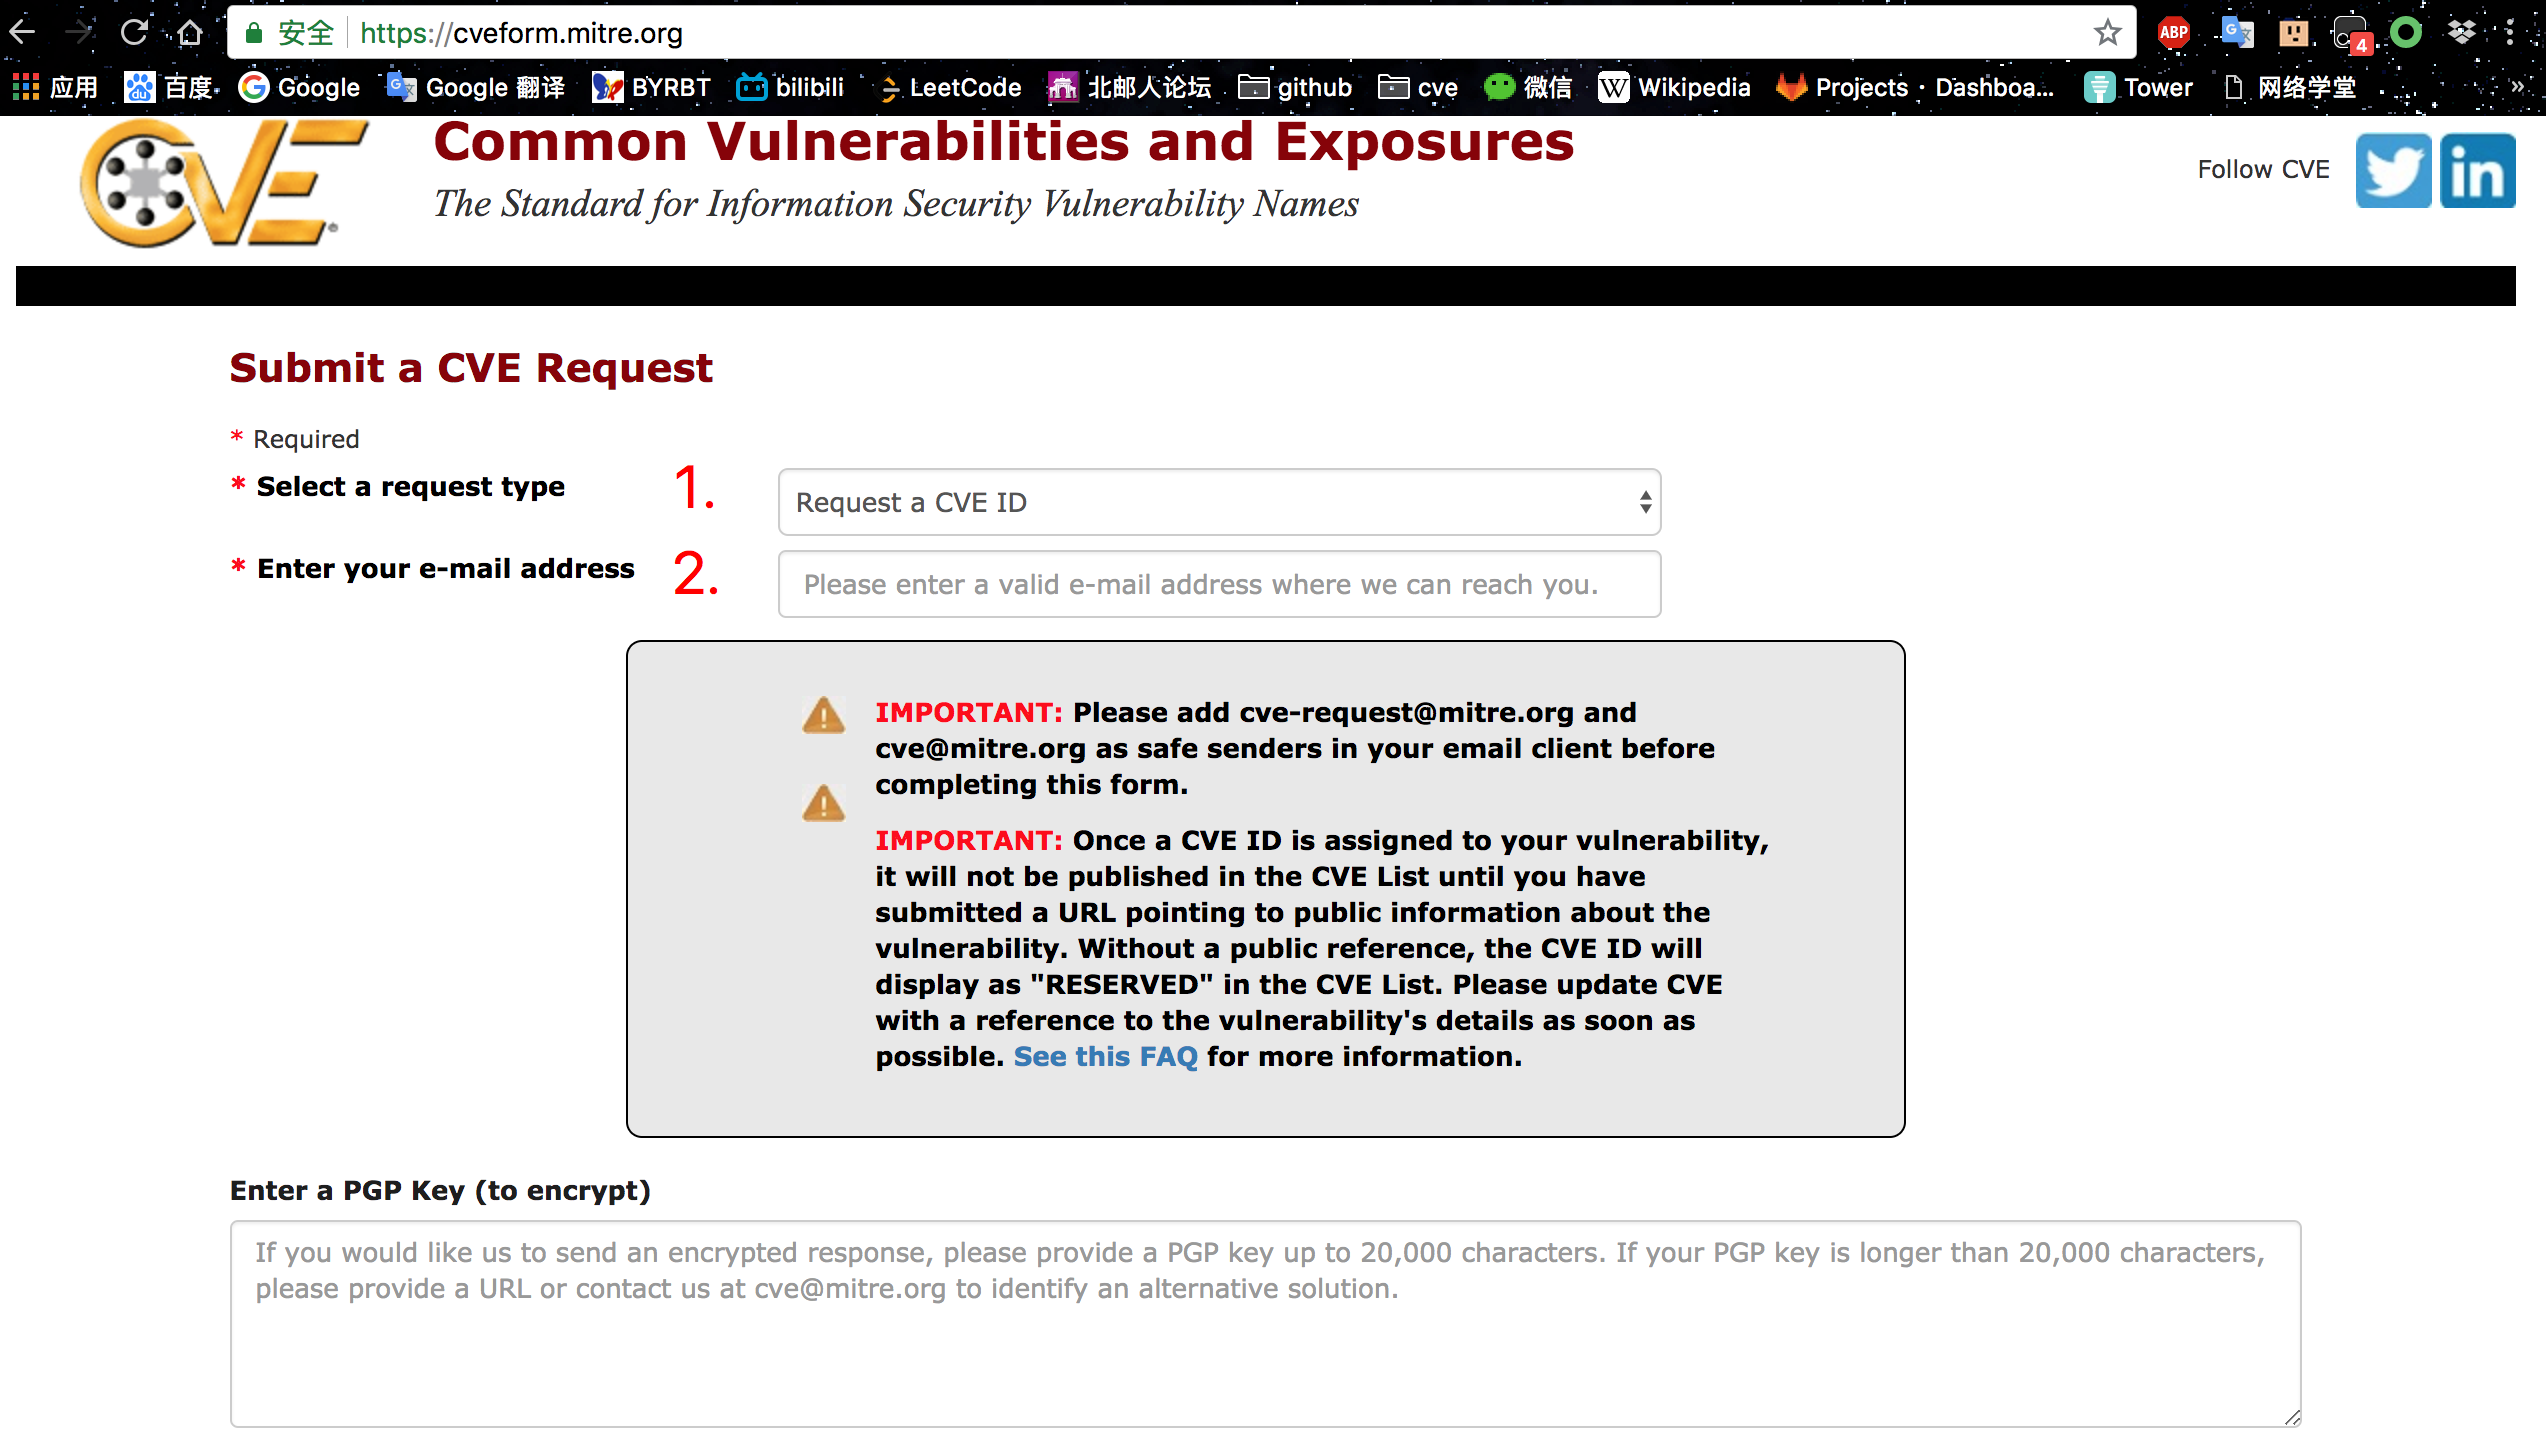 安全 https://cveform.mitre.org ABP 4
应用 百度 Google Google 翻译 BYRBT bilibili LeetCode 北邮人论坛 github cve 微信 Wikipedia Projects · Dashboa... Tower 网络学堂 »
CVE
Common Vulnerabilities and Exposures
The Standard for Information Security Vulnerability Names
Follow CVE
in
Submit a CVE Request
* Required
* Select a request type 1. Request a CVE ID
* Enter your e-mail address 2. Please enter a valid e-mail address where we can reach you.
IMPORTANT: Please add cve-request@mitre.org and
cve@mitre.org as safe senders in your email client before
completing this form.
IMPORTANT: Once a CVE ID is assigned to your vulnerability,
it will not be published in the CVE List until you have
submitted a URL pointing to public information about the
vulnerability. Without a public reference, the CVE ID will
display as "RESERVED" in the CVE List. Please update CVE
with a reference to the vulnerability's details as soon as
possible. See this FAQ for more information.
Enter a PGP Key (to encrypt)
If you would like us to send an encrypted response, please provide a PGP key up to 20,000 characters. If your PGP key is longer than 20,000 characters,
please provide a URL or contact us at cve@mitre.org to identify an alternative solution.